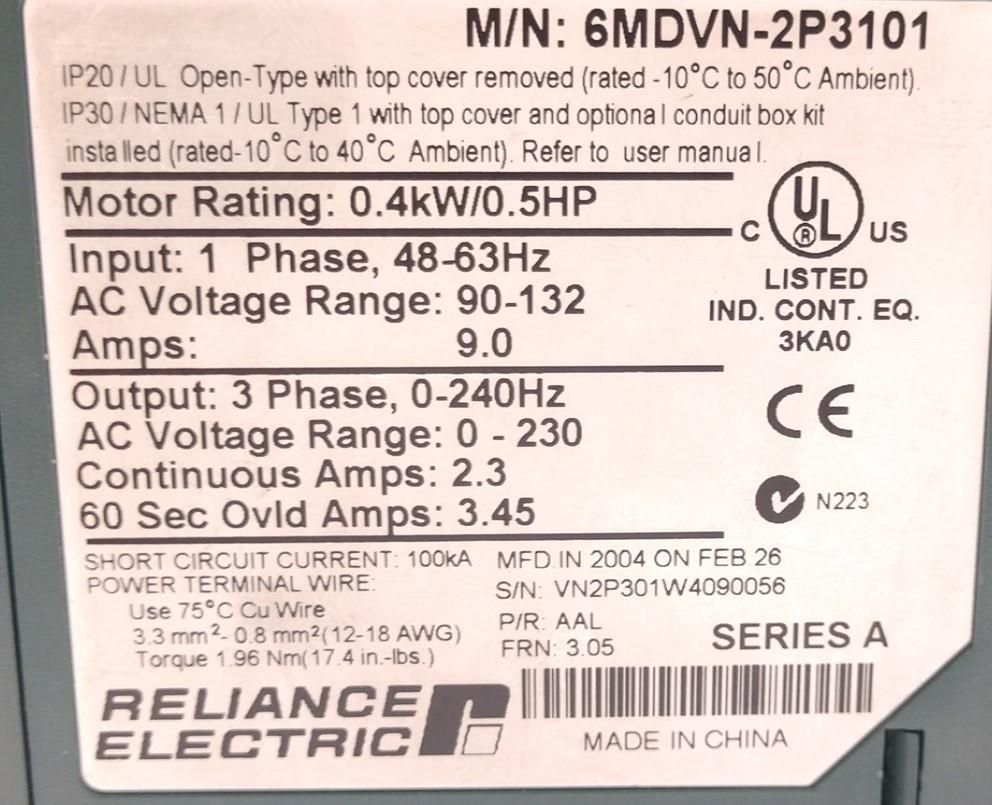 M/N: 6MDVN-2P3101
IP20 / UL Open-Type with top cover removed (rated -10°C to 50°C Ambient).
IP30 / NEMA 1 / UL Type 1 with top cover and optional conduit box kit
installed (rated-10°C to 40°C Ambient). Refer to user manual.
Motor Rating: 0.4kW/0.5HP
Input: 1 Phase, 48-63Hz
AC Voltage Range: 90-132
Amps: 9.0
C UL ® US
LISTED
IND. CONT. EQ.
3KA0
Output: 3 Phase, 0-240Hz
AC Voltage Range: 0 - 230
Continuous Amps: 2.3
60 Sec Ovld Amps: 3.45
CE
N223
SHORT CIRCUIT CURRENT: 100kA
POWER TERMINAL WIRE:
Use 75°C Cu Wire
3.3 mm²- 0.8 mm²(12-18 AWG)
Torque 1.96 Nm(17.4 in.-lbs.)
MFD.IN 2004 ON FEB 26
S/N: VN2P301W4090056
P/R: AAL
FRN: 3.05
SERIES A
RELIANCE
ELECTRIC
MADE IN CHINA